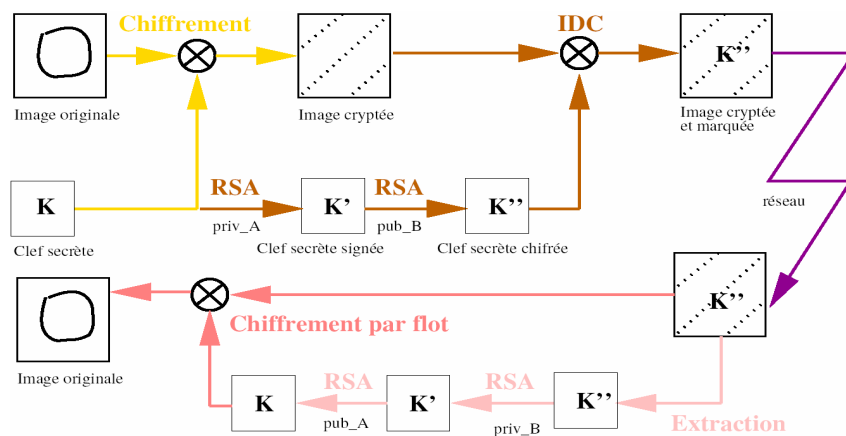 Chiffrement
IDC
K’’
Image originale
Image cryptée
Image cryptée
et marquée
K
RSA
K’
RSA
K’’
priv_A
pub_B
réseau
Clef secrète
Clef secrète signée
Clef secrète chifrée
K’’
Chiffrement par flot
Image originale
K
RSA
K’
RSA
K’’
pub_A
priv_B
Extraction